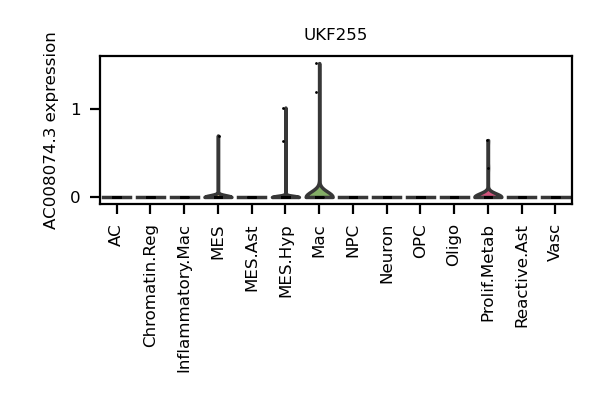 UKF255
AC008074.3 expression
1
0
AC
Chromatin.Reg
Inflammatory.Mac
MES
MES.Ast
MES.Hyp
Mac
NPC
Neuron
OPC
Oligo
Prolif.Metab
Reactive.Ast
Vasc